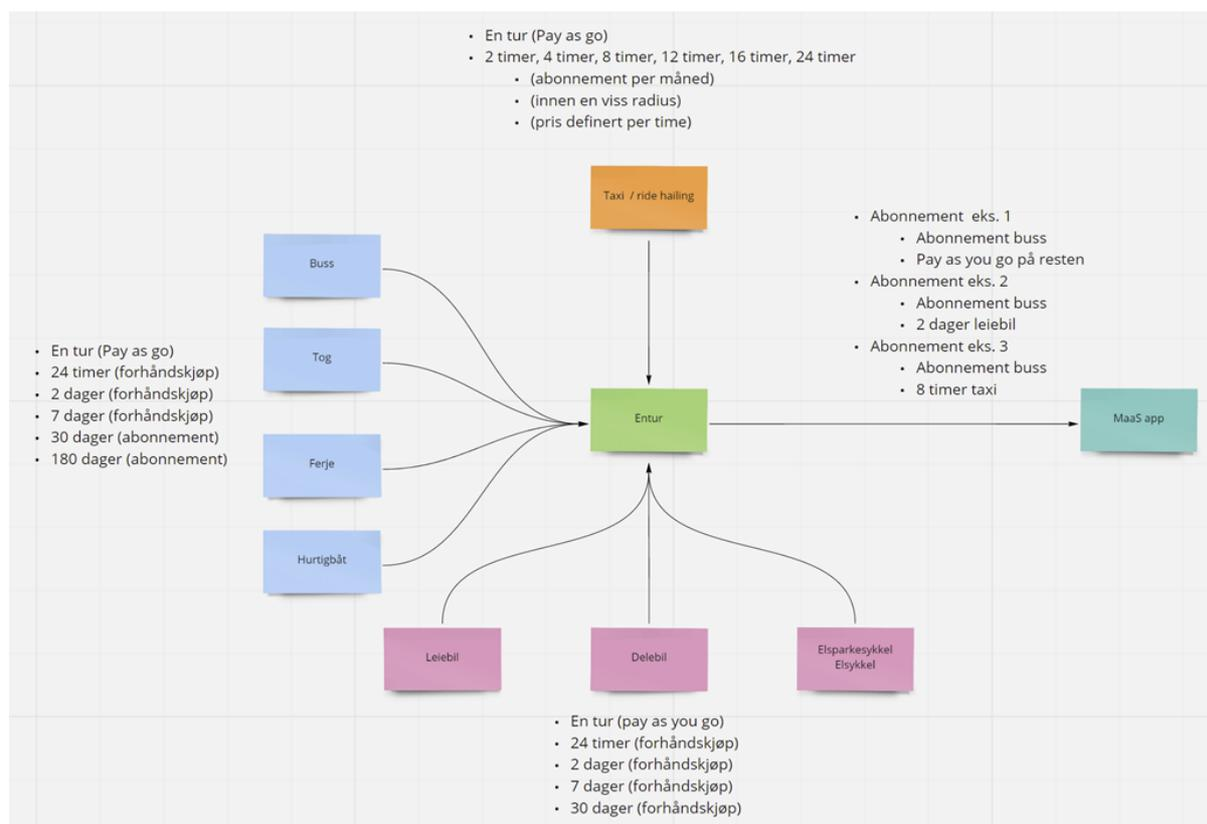 En tur (Pay as go)
2 timer, 4 timer, 8 timer, 12 timer, 16 timer, 24 timer
(abonnement per måned)
(innen en viss radius)
(pris definert per time)
Taxi / ride hailing
Abonnement eks. 1
Abonnement buss
Pay as you go på resten
Abonnement eks. 2
Abonnement buss
2 dager leiebil
Abonnement eks. 3
Abonnement buss
8 timer taxi
Buss
Tog
Ferje
Hurtigbåt
En tur (Pay as go)
24 timer (forhåndskjøp)
2 dager (forhåndskjøp)
7 dager (forhåndskjøp)
30 dager (abonnement)
180 dager (abonnement)
Entur
MaaS app
Leiebil
Delebil
Elsparkesykkel
Elsykkel
En tur (pay as you go)
24 timer (forhåndskjøp)
2 dager (forhåndskjøp)
7 dager (forhåndskjøp)
30 dager (forhåndskjøp)